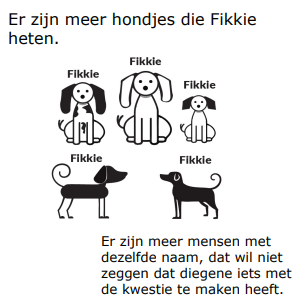 Er zijn meer hondjes die Fikkie
heten.
Fikkie
Fikkie
Fikkie
Fikkie
Fikkie
Er zijn meer mensen met
dezelfde naam, dat wil niet
zeggen dat diegene iets met
de kwestie te maken heeft.